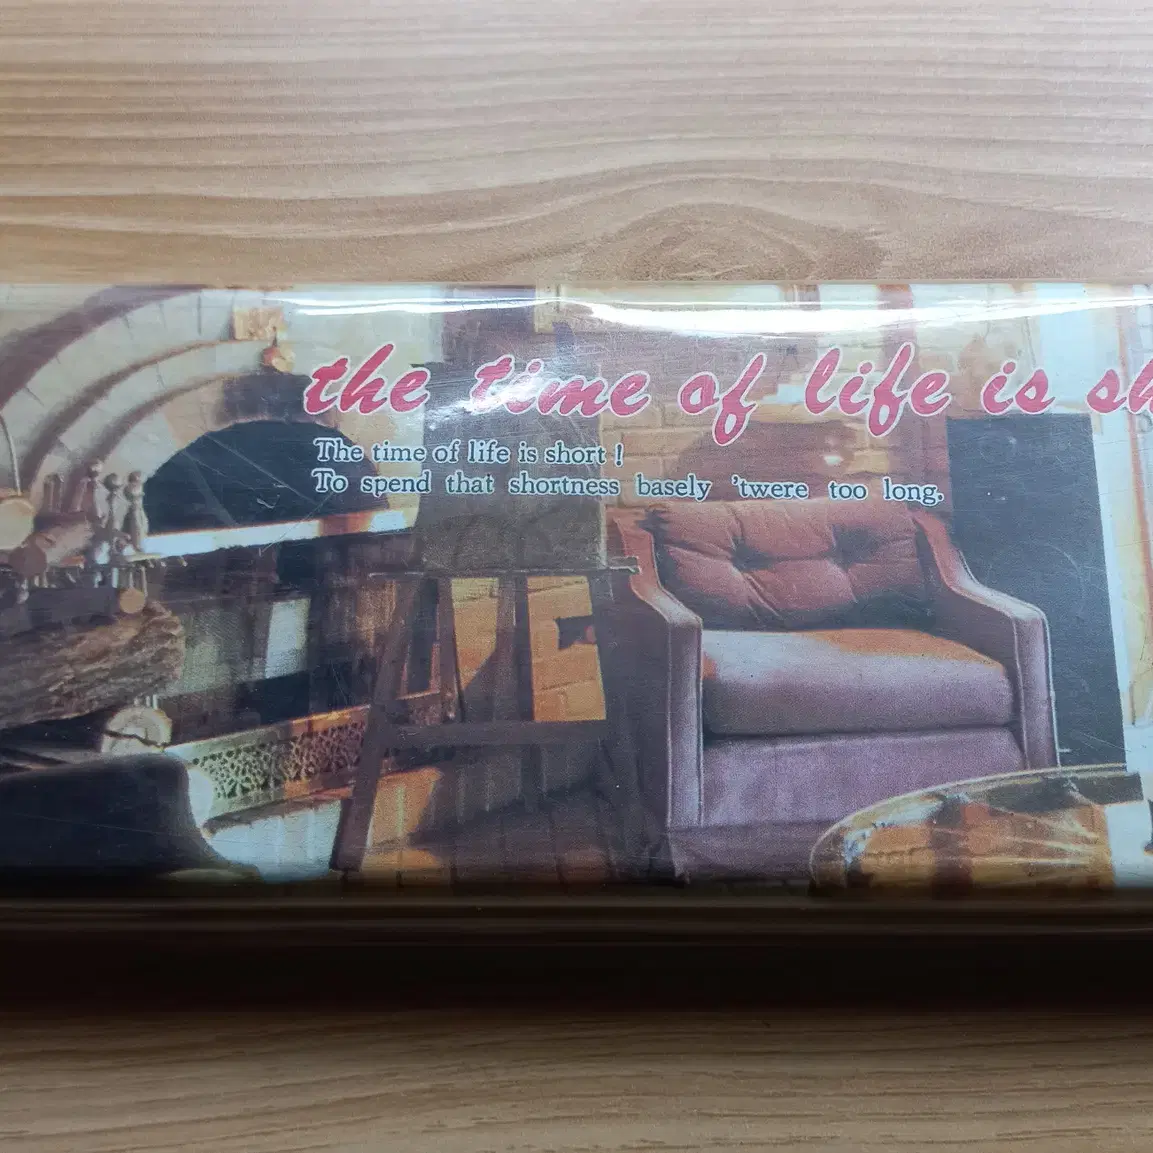 the time of life is sh
The time of life is short !
To spend that shortness basely 'twere too long.